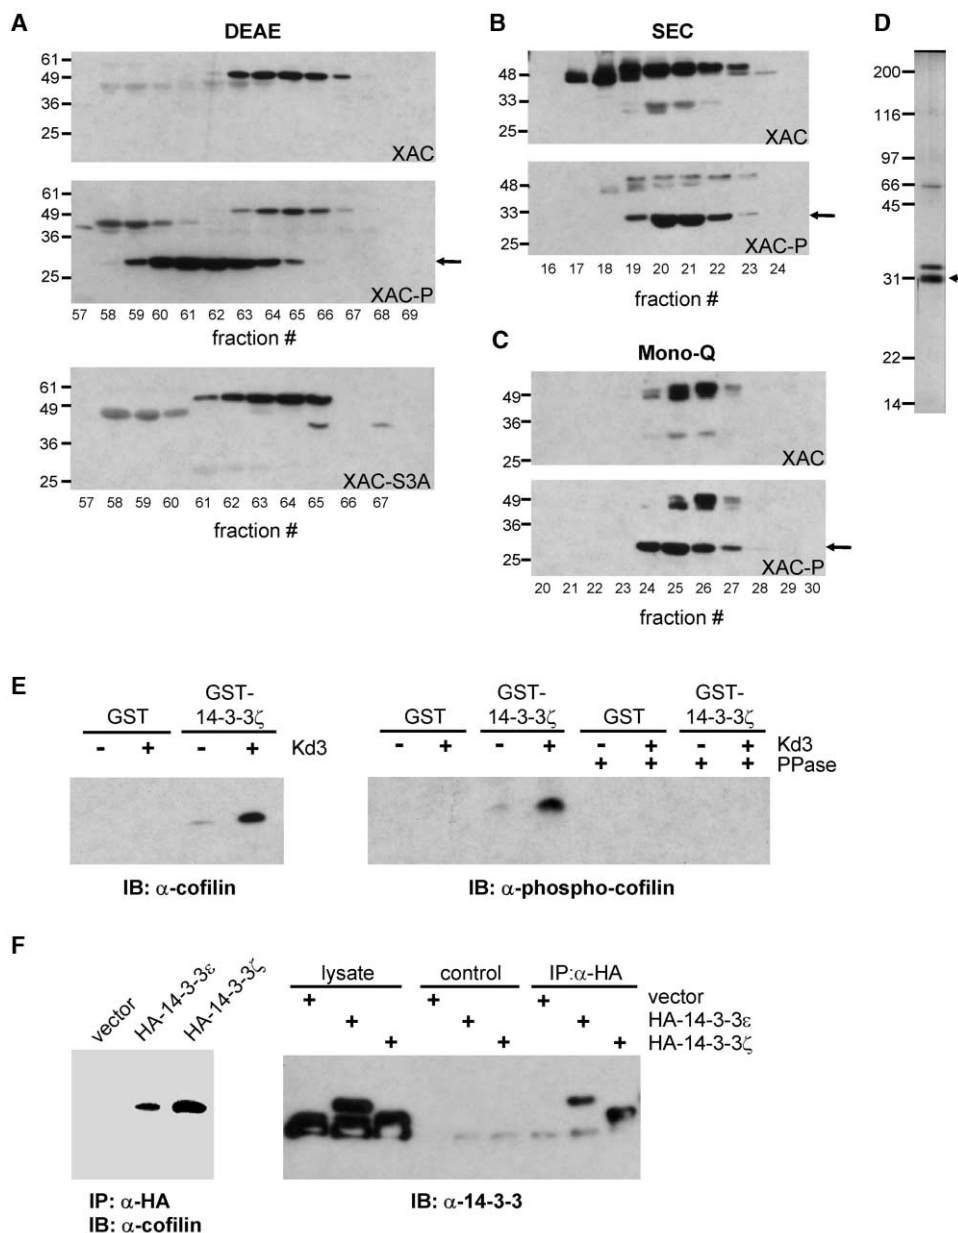 A
DEAE
61
49
36
25
XAC
61
49
36
25
XAC-P
57 58 59 60 61 62 63 64 65 66 67 68 69
fraction #
61
49
36
25
XAC-S3A
57 58 59 60 61 62 63 64 65 66 67
fraction #
B
SEC
48
33
25
XAC
48
33
25
XAC-P
16 17 18 19 20 21 22 23 24
fraction #
C
Mono-Q
49
36
25
XAC
49
36
25
XAC-P
20 21 22 23 24 25 26 27 28 29 30
fraction #
D
200
116
97
66
45
31
22
14
E
GST GST-14-3-3ζ
- + - + Kd3
IB: α-cofilin
GST GST-14-3-3ζ GST GST-14-3-3ζ
- + - + - + - + Kd3
+ + + + PPase
IB: α-phospho-cofilin
F
vector HA-14-3-3ε HA-14-3-3ζ
IP: α-HA
IB: α-cofilin
lysate control IP:α-HA
+ + + vector
+ + + HA-14-3-3ε
+ + + HA-14-3-3ζ
IB: α-14-3-3